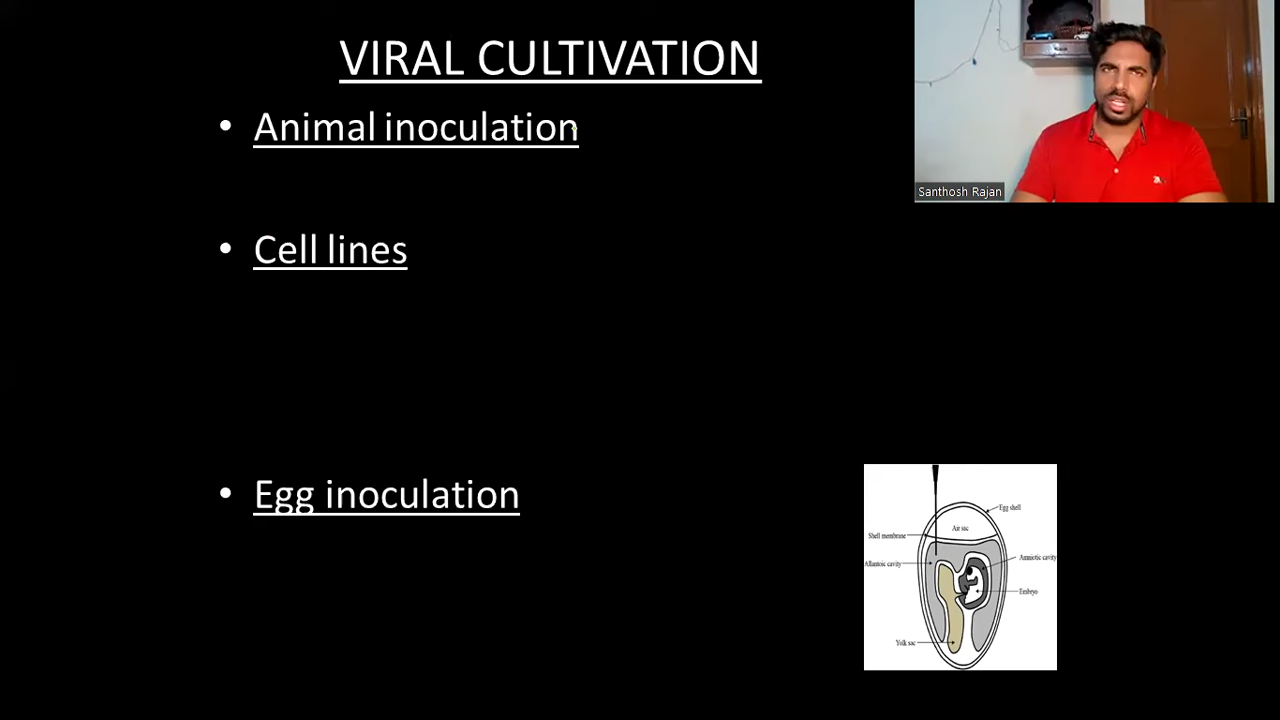 VIRAL CULTIVATION
• Animal inoculation
Santhosh Rajan
• Cell lines
• Egg inoculation
Egg shell
Air sac
Shell membrane
Amniotic cavity
Allantoic cavity
Embryo
Yolk sac